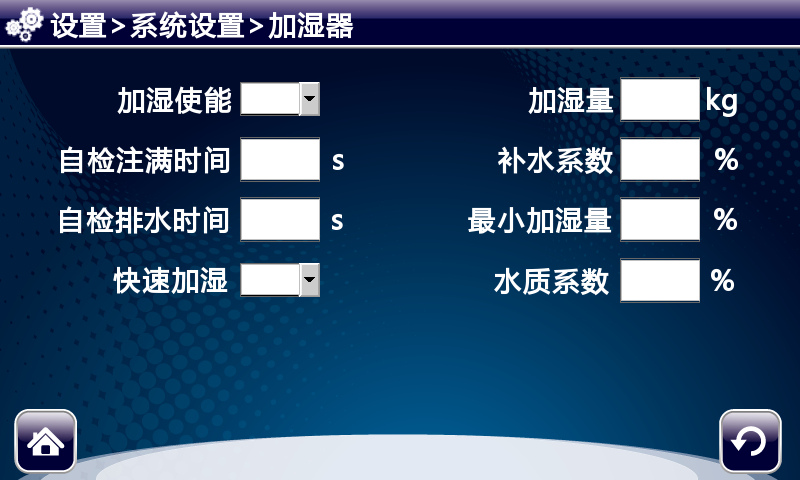 设置>系统设置>加湿器
加湿使能
加湿量 kg
自检注满时间 s
补水系数 %
自检排水时间 s
最小加湿量 %
快速加湿
水质系数 %